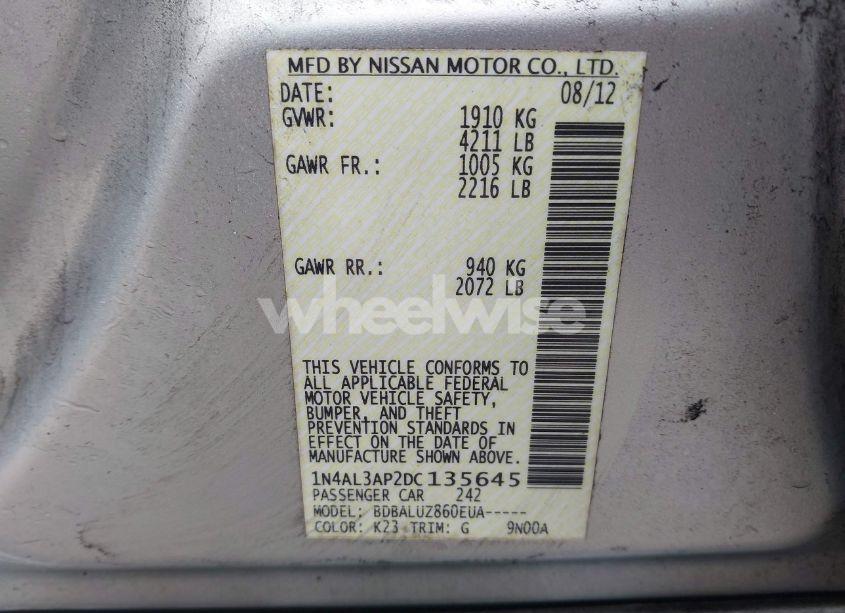 MFD BY NISSAN MOTOR CO., LTD.
DATE: 08/12
GVWR: 1910 KG
4211 LB
GAWR FR.: 1005 KG
2216 LB
GAWR RR.: 940 KG
2072 LB
wheelwise
THIS VEHICLE CONFORMS TO
ALL APPLICABLE FEDERAL
MOTOR VEHICLE SAFETY,
BUMPER, AND THEFT
PREVENTION STANDARDS IN
EFFECT ON THE DATE OF
MANUFACTURE SHOWN ABOVE.
1N4AL3AP2DC135645
PASSENGER CAR 242
MODEL: BDBALUZ860EUA-----
COLOR: K23 TRIM: G 9N00A